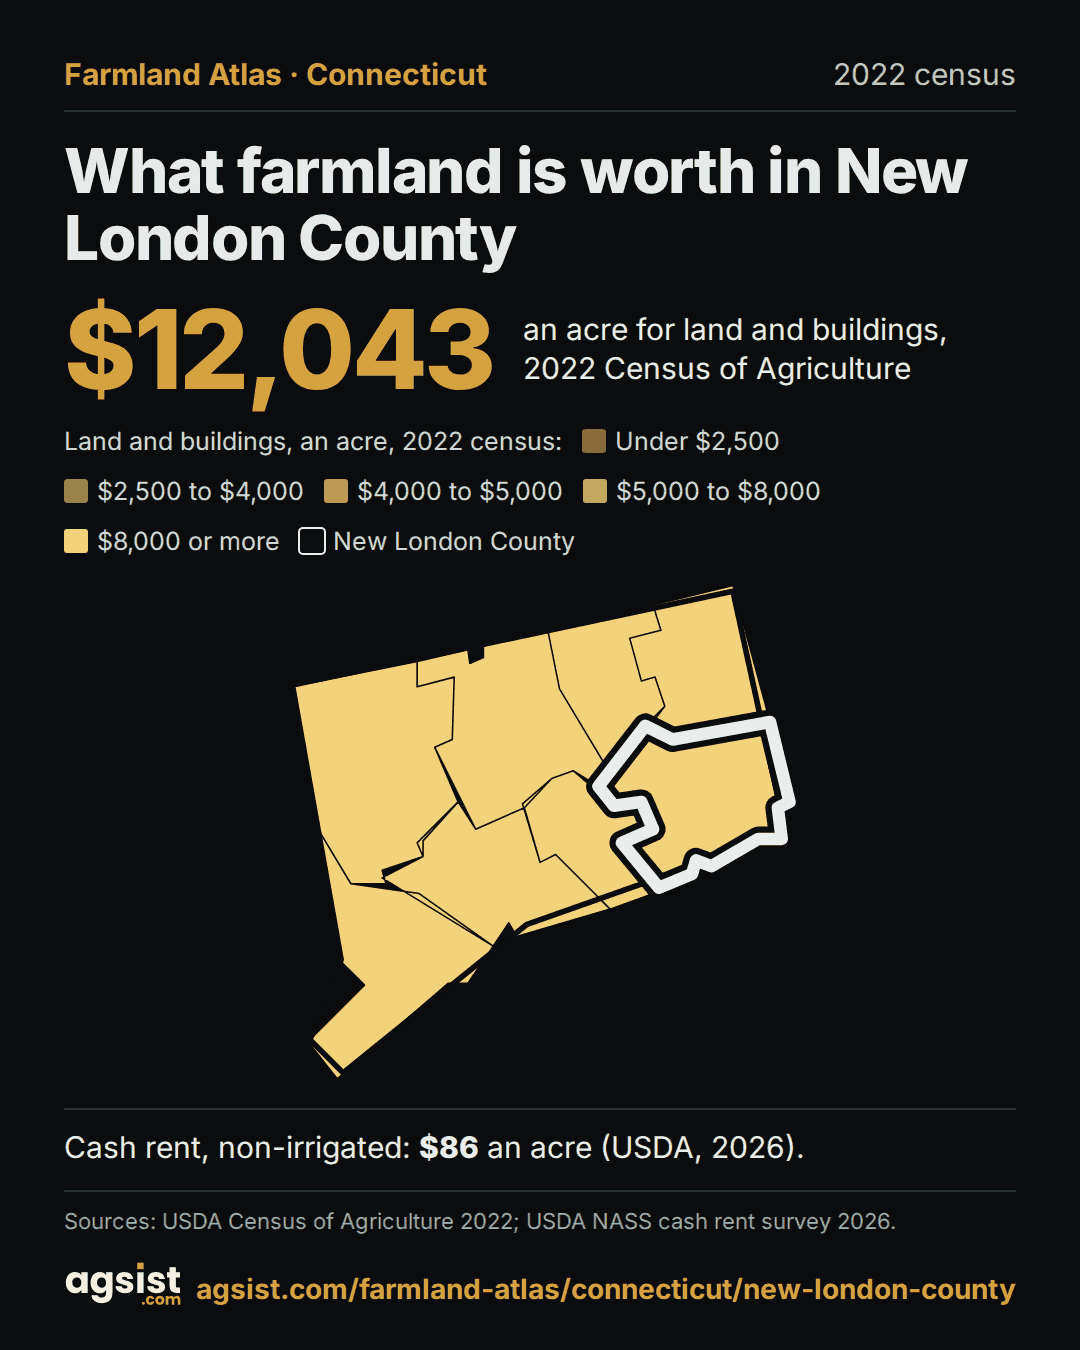 Farmland Atlas · Connecticut
2022 census
What farmland is worth in New
London County
$12,043
an acre for land and buildings,
2022 Census of Agriculture
Land and buildings, an acre, 2022 census: Under $2,500
$2,500 to $4,000 $4,000 to $5,000 $5,000 to $8,000
$8,000 or more New London County
Cash rent, non-irrigated: $86 an acre (USDA, 2026).
Sources: USDA Census of Agriculture 2022; USDA NASS cash rent survey 2026.
agsist.com
agsist.com/farmland-atlas/connecticut/new-london-county